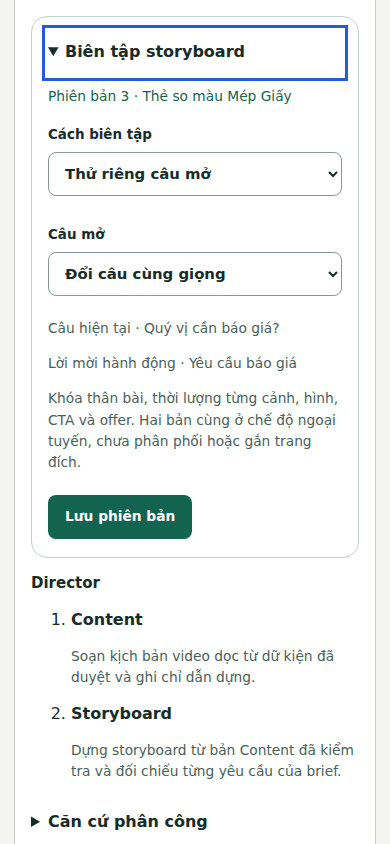 Biên tập storyboard
Phiên bản 3 · Thẻ so màu Mép Giấy
Cách biên tập
Thử riêng câu mở
Câu mở
Đổi câu cùng giọng
Câu hiện tại · Quý vị cần báo giá?
Lời mời hành động · Yêu cầu báo giá
Khóa thân bài, thời lượng từng cảnh, hình,
CTA và offer. Hai bản cùng ở chế độ ngoại
tuyến, chưa phân phối hoặc gắn trang
đích.
Lưu phiên bản
Director
1. Content
Soạn kịch bản video dọc từ dữ kiện đã
duyệt và ghi chỉ dẫn dựng.
2. Storyboard
Dựng storyboard từ bản Content đã kiểm
tra và đối chiếu từng yêu cầu của brief.
Căn cứ phân công